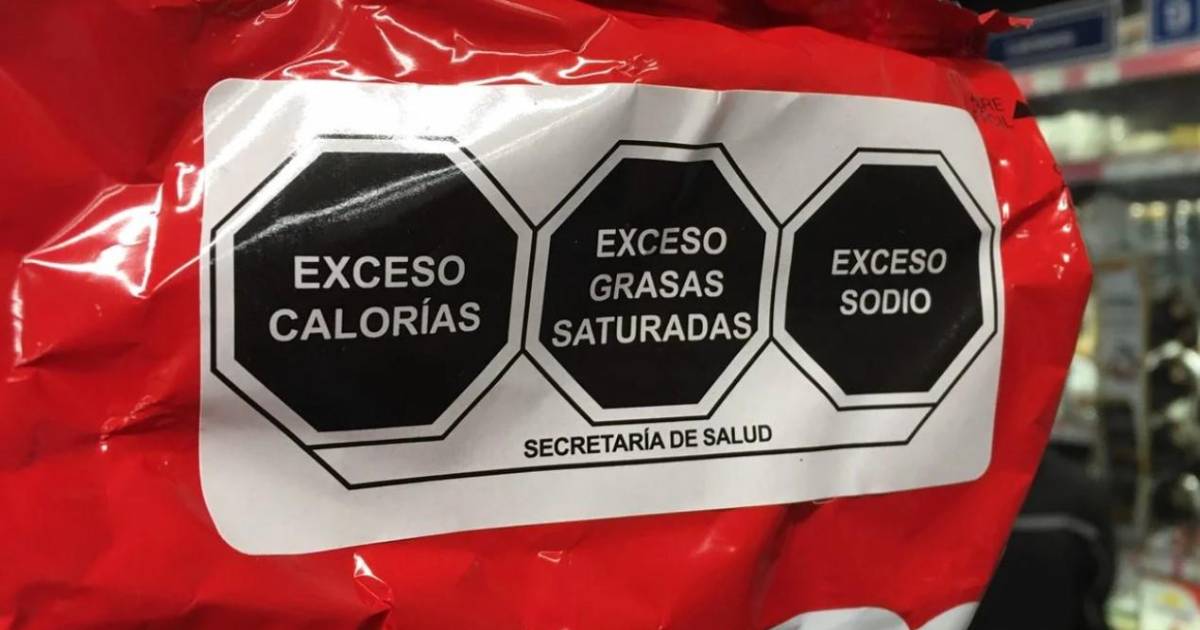 EXCESO
CALORÍAS
EXCESO
GRASAS
SATURADAS
EXCESO
SODIO
SECRETARÍA DE SALUD